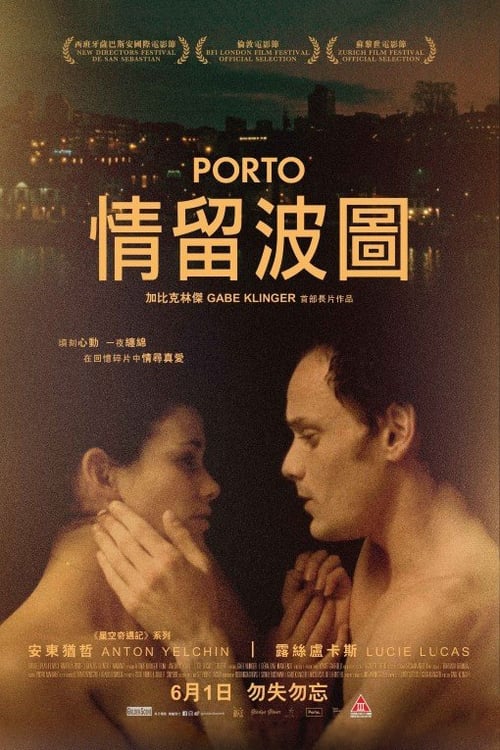 西班牙薩巴斯安國際電影節
NEW DIRECTORS FESTIVAL
DE SAN SEBASTIAN
倫敦電影節
BFI LONDON FILM FESTIVAL
OFFICIAL SELECTION
蘇黎世電影節
ZURICH FILM FESTIVAL
OFFICIAL SELECTION
PORTO
情留波圖
加比克林傑 GABE KLINGER 首部長片作品
頃刻心動 一夜纏綿
在回憶碎片中情尋真愛
《星空奇遇記》系列
安東猶哲 ANTON YELCHIN | 露絲盧卡斯 LUCIE LUCAS
6月1日 勿失勿忘